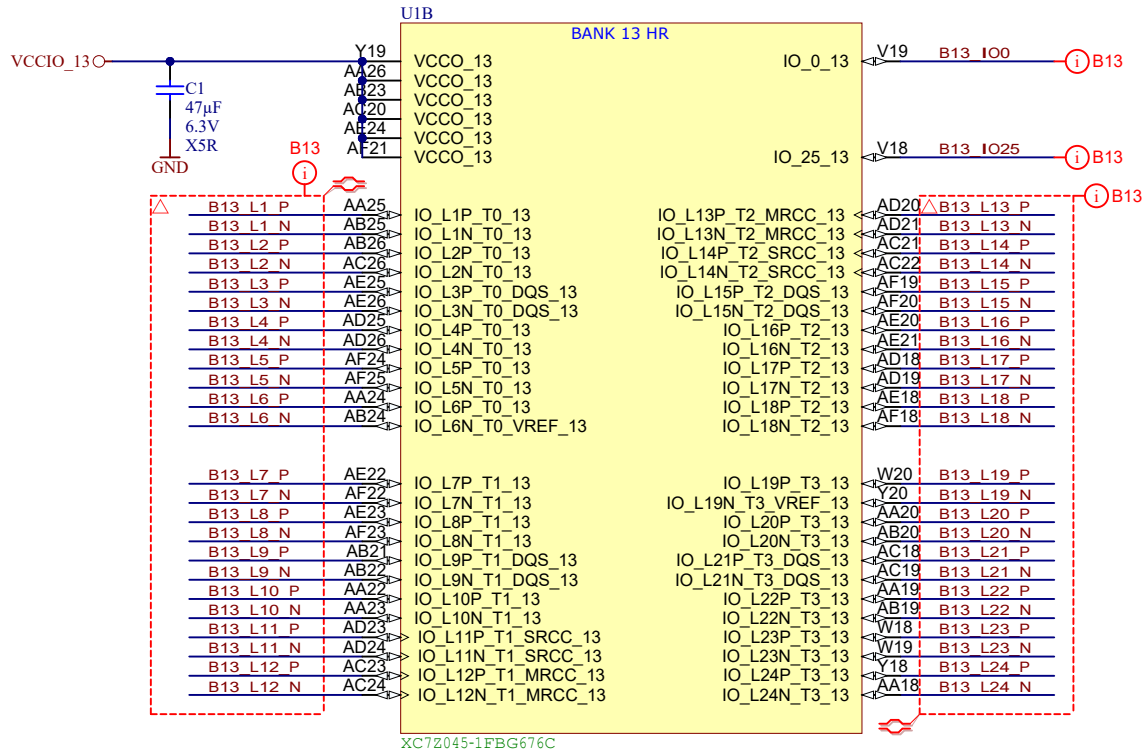 U1B
BANK 13 HR
VCCIO_13 Y19 VCCO_13 IO_0_13 V19 B13_IO0 i B13
AA26 VCCO_13
C1 AB23 VCCO_13
47µF AC20 VCCO_13
6.3V AE24 VCCO_13
X5R AF21 VCCO_13 IO_25_13 V18 B13_IO25 i B13
GND
B13 i
i B13
B13_L1_P AA25 IO_L1P_T0_13 IO_L13P_T2_MRCC_13 AD20 B13_L13_P
B13_L1_N AB25 IO_L1N_T0_13 IO_L13N_T2_MRCC_13 AD21 B13_L13_N
B13_L2_P AB26 IO_L2P_T0_13 IO_L14P_T2_SRCC_13 AC21 B13_L14_P
B13_L2_N AC26 IO_L2N_T0_13 IO_L14N_T2_SRCC_13 AC22 B13_L14_N
B13_L3_P AE25 IO_L3P_T0_DQS_13 IO_L15P_T2_DQS_13 AF19 B13_L15_P
B13_L3_N AE26 IO_L3N_T0_DQS_13 IO_L15N_T2_DQS_13 AF20 B13_L15_N
B13_L4_P AD25 IO_L4P_T0_13 IO_L16P_T2_13 AE20 B13_L16_P
B13_L4_N AD26 IO_L4N_T0_13 IO_L16N_T2_13 AE21 B13_L16_N
B13_L5_P AF24 IO_L5P_T0_13 IO_L17P_T2_13 AD18 B13_L17_P
B13_L5_N AF25 IO_L5N_T0_13 IO_L17N_T2_13 AD19 B13_L17_N
B13_L6_P AA24 IO_L6P_T0_13 IO_L18P_T2_13 AE18 B13_L18_P
B13_L6_N AB24 IO_L6N_T0_VREF_13 IO_L18N_T2_13 AF18 B13_L18_N
B13_L7_P AE22 IO_L7P_T1_13 IO_L19P_T3_13 W20 B13_L19_P
B13_L7_N AF22 IO_L7N_T1_13 IO_L19N_T3_VREF_13 Y20 B13_L19_N
B13_L8_P AE23 IO_L8P_T1_13 IO_L20P_T3_13 AA20 B13_L20_P
B13_L8_N AF23 IO_L8N_T1_13 IO_L20N_T3_13 AB20 B13_L20_N
B13_L9_P AB21 IO_L9P_T1_DQS_13 IO_L21P_T3_DQS_13 AC18 B13_L21_P
B13_L9_N AB22 IO_L9N_T1_DQS_13 IO_L21N_T3_DQS_13 AC19 B13_L21_N
B13_L10_P AA22 IO_L10P_T1_13 IO_L22P_T3_13 AA19 B13_L22_P
B13_L10_N AA23 IO_L10N_T1_13 IO_L22N_T3_13 AB19 B13_L22_N
B13_L11_P AD23 IO_L11P_T1_SRCC_13 IO_L23P_T3_13 W18 B13_L23_P
B13_L11_N AD24 IO_L11N_T1_SRCC_13 IO_L23N_T3_13 W19 B13_L23_N
B13_L12_P AC23 IO_L12P_T1_MRCC_13 IO_L24P_T3_13 Y18 B13_L24_P
B13_L12_N AC24 IO_L12N_T1_MRCC_13 IO_L24N_T3_13 AA18 B13_L24_N
XC7Z045-1FBG676C